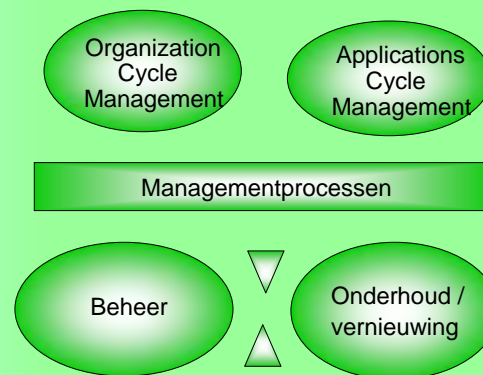 Organization
Cycle
Management
Applications
Cycle
Management
Managementprocessen
Beheer
Onderhoud /
vernieuwing